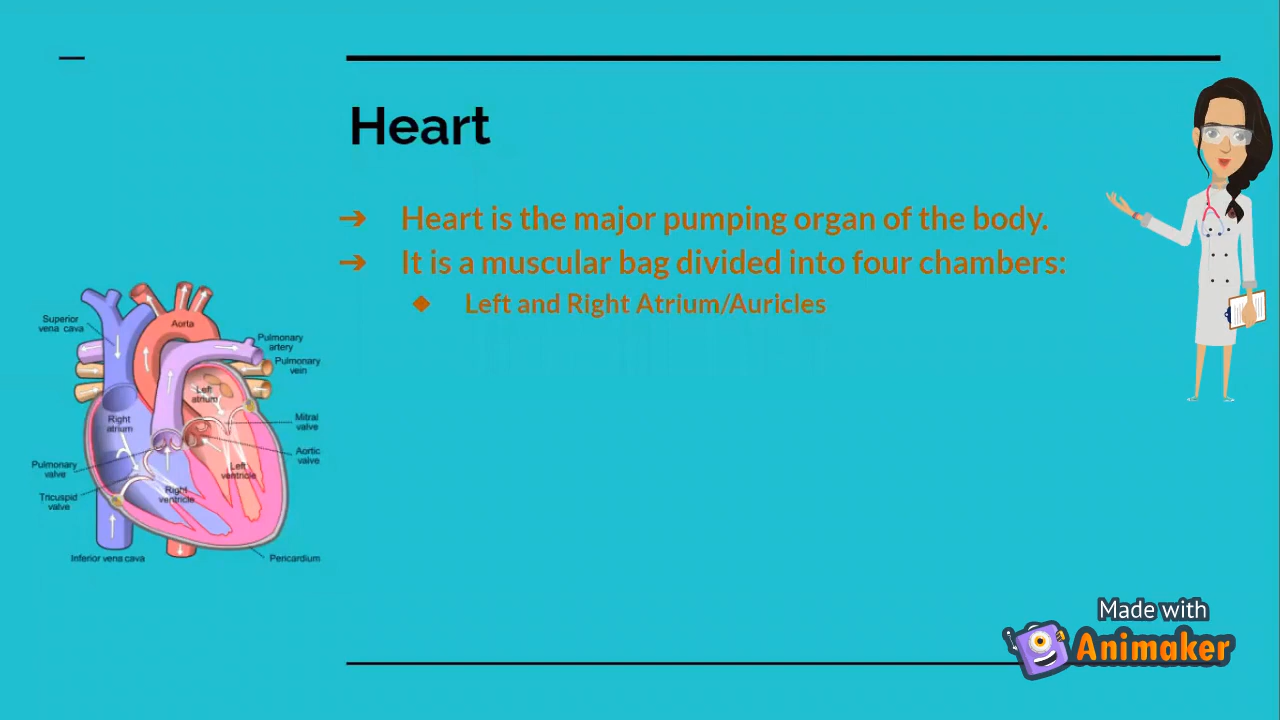 Heart
➔ Heart is the major pumping organ of the body.
➔ It is a muscular bag divided into four chambers:
◆ Left and Right Atrium/Auricles
Superior
vena cava
Aorta
Pulmonary
artery
Pulmonary
vein
Left
atrium
Right
atrium
Mitral
valve
Aortic
valve
Pulmonary
valve
Left
ventricle
Right
ventricle
Tricuspid
valve
Inferior vena cava
Pericardium
Made with
Animaker